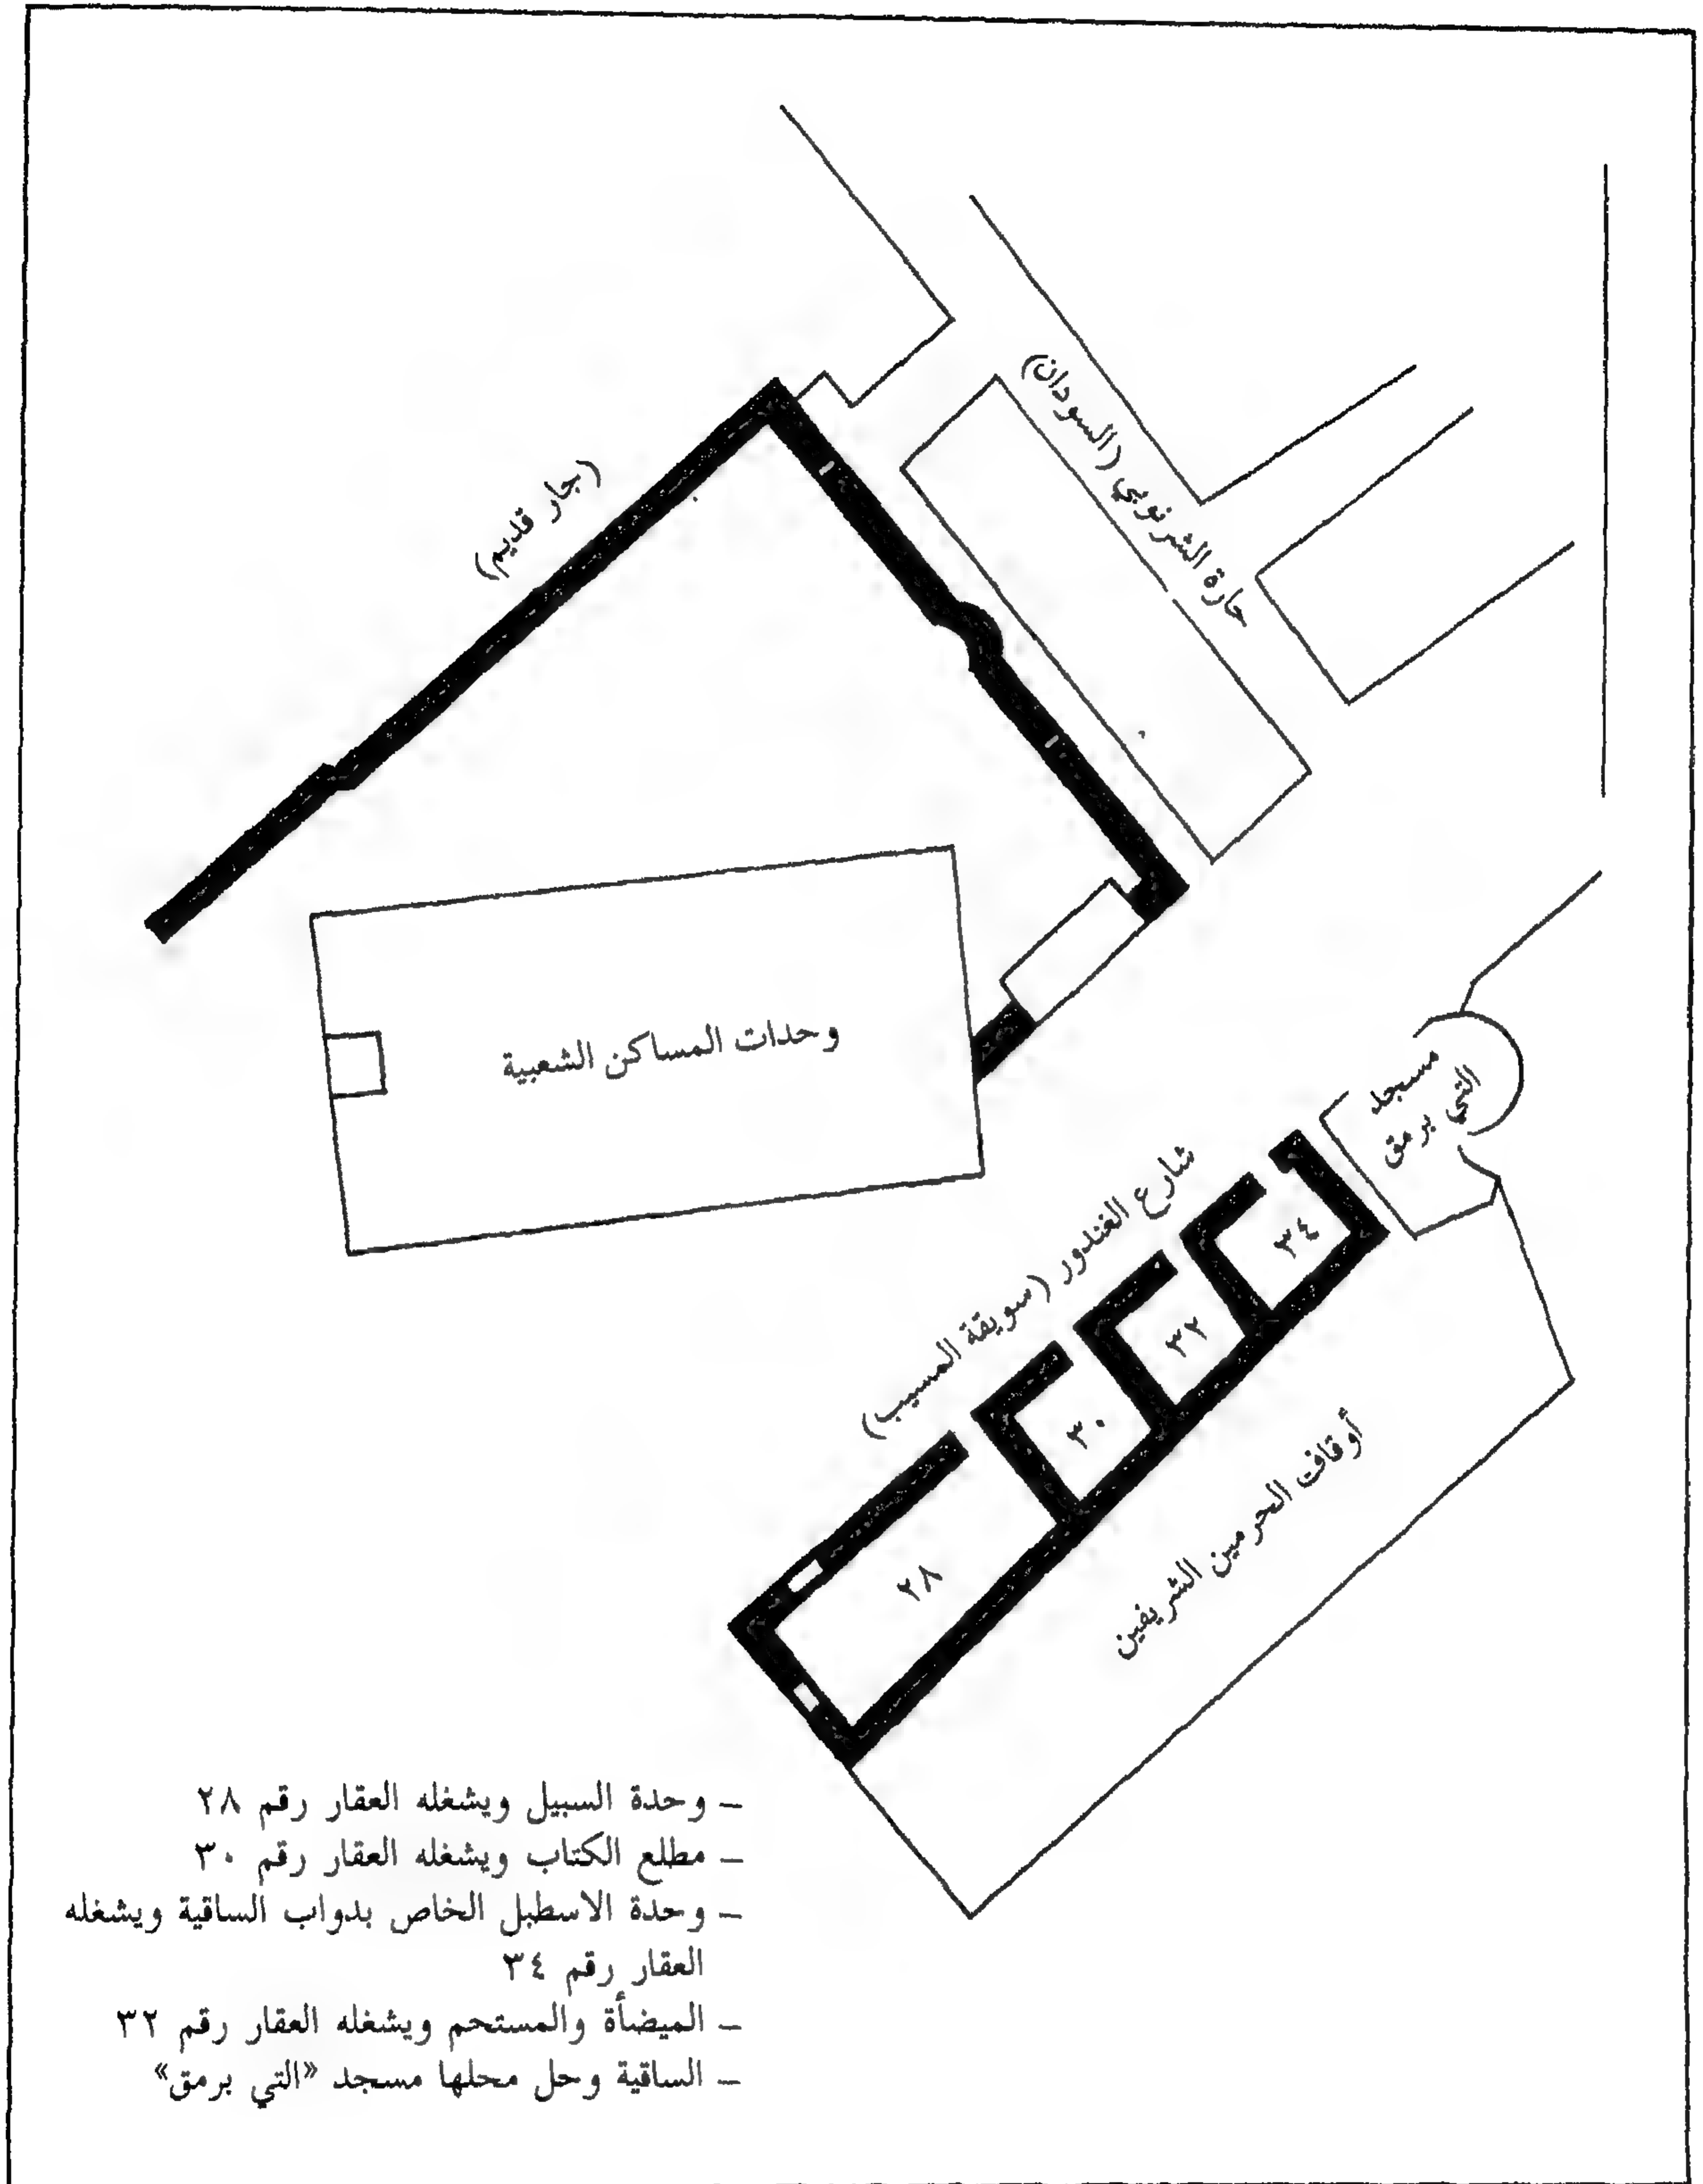 حارة الشرنوبي (السودان)
(جار قديم)
وحدات المساكن الشعبية
مسجد
التي برمق
شارع الغندور (سويقة المسيب)
٣٤
٣٢
٣٠
٢٨
أوقاف الحرمين الشريفين
– وحدة السبيل ويشغله العقار رقم ٢٨
– مطلع الكتاب ويشغله العقار رقم ٣٠
– وحدة الاسطبل الخاص بدواب الساقية ويشغله
العقار رقم ٣٤
– الميضأة والمستحم ويشغله العقار رقم ٣٢
– الساقية وحل محلها مسجد «التي برمق»